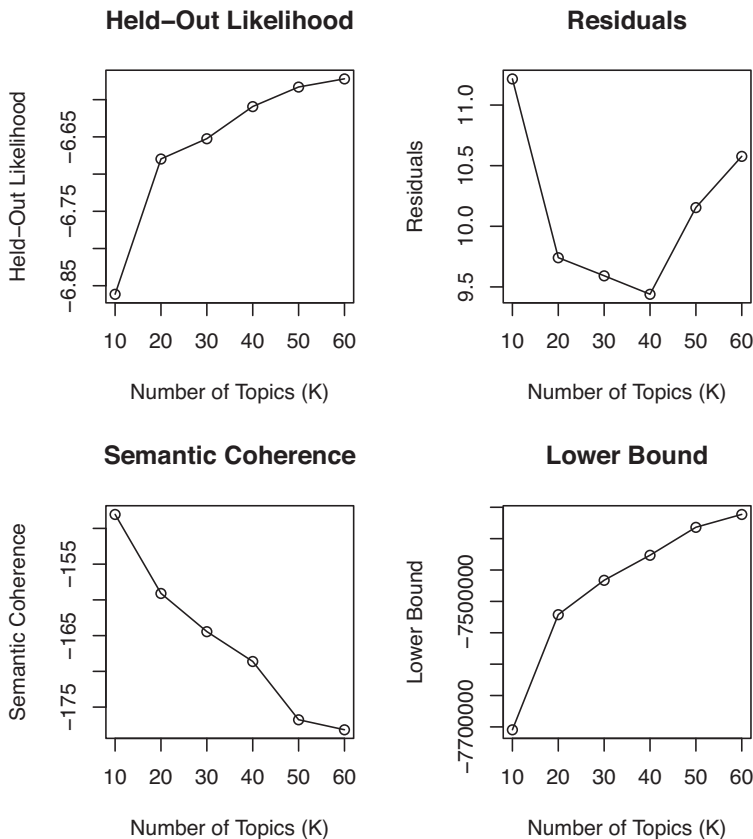 Held–Out Likelihood
Held–Out Likelihood
−6.65
−6.75
−6.85
10 20 30 40 50 60
Number of Topics (K)
Residuals
Residuals
11.0
10.5
10.0
9.5
10 20 30 40 50 60
Number of Topics (K)
Semantic Coherence
Semantic Coherence
−155
−165
−175
10 20 30 40 50 60
Number of Topics (K)
Lower Bound
Lower Bound
−7500000
−7700000
10 20 30 40 50 60
Number of Topics (K)